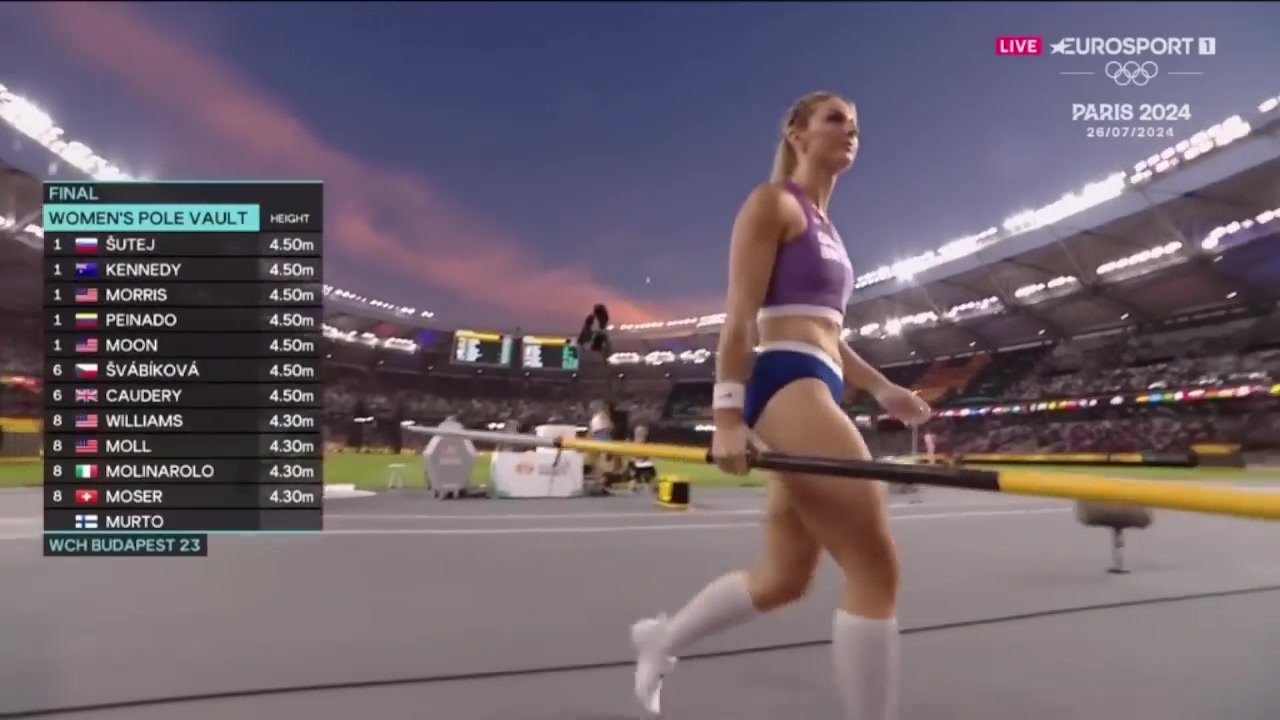 LIVE EUROSPORT 1
PARIS 2024
26/07/2024
FINAL
WOMEN'S POLE VAULT HEIGHT
1 ŠUTEJ 4.50m
1 KENNEDY 4.50m
1 MORRIS 4.50m
1 PEINADO 4.50m
1 MOON 4.50m
6 ŠVÁBÍKOVÁ 4.50m
6 CAUDERY 4.50m
8 WILLIAMS 4.30m
8 MOLL 4.30m
8 MOLINAROLO 4.30m
8 MOSER 4.30m
MURTO
WCH BUDAPEST 23